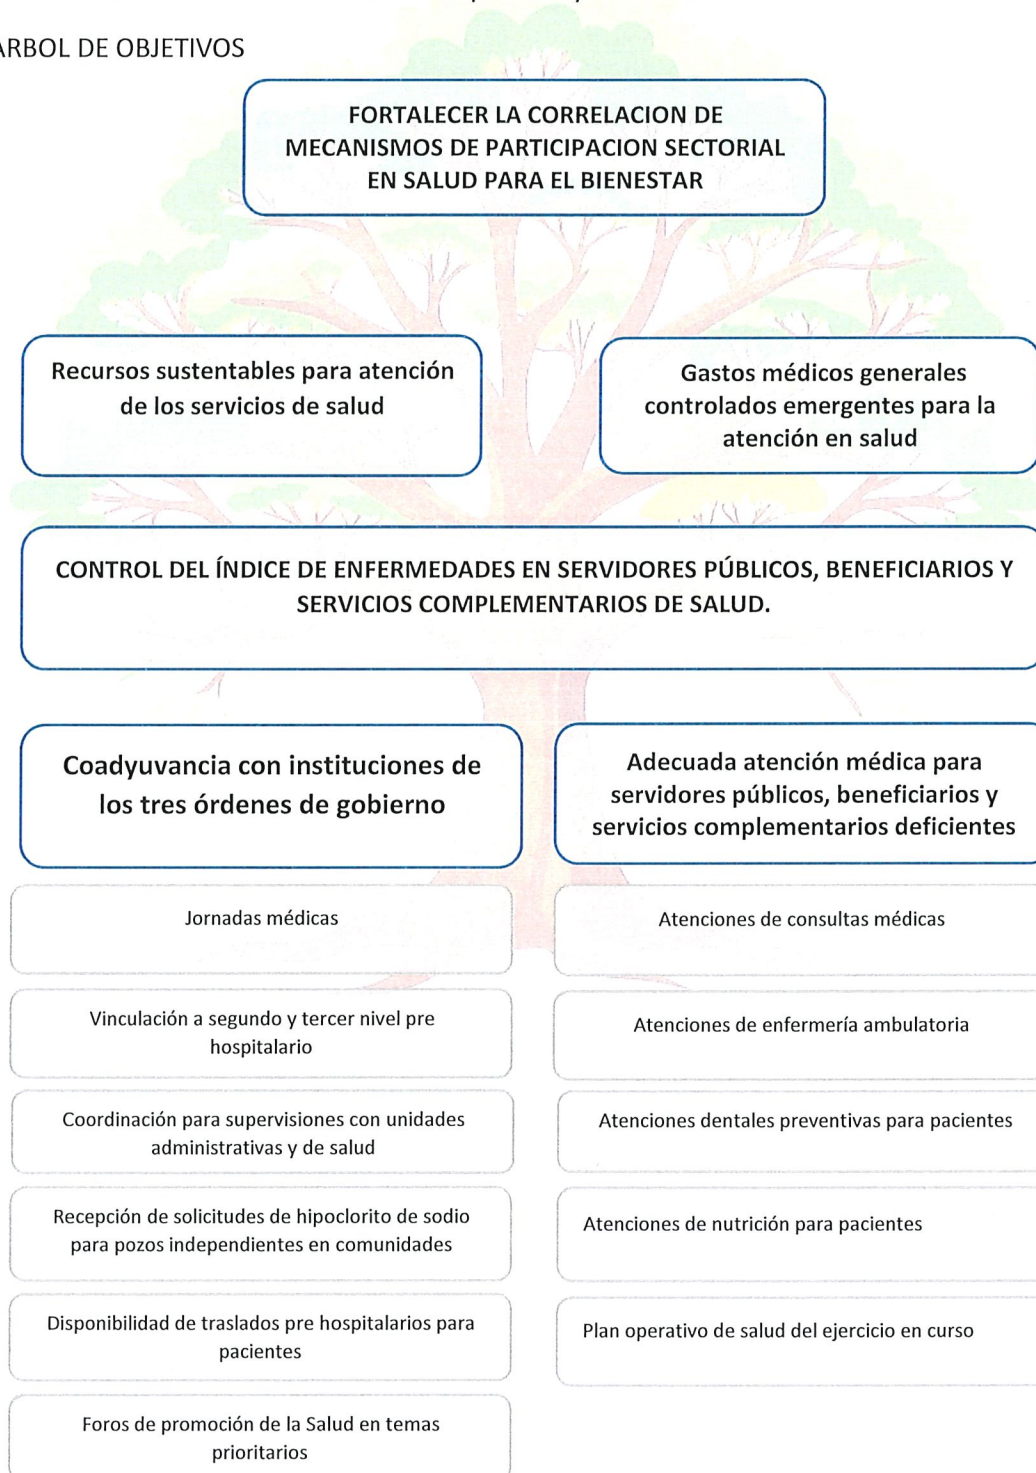 ARBOL DE OBJETIVOS
FORTALECER LA CORRELACION DE
MECANISMOS DE PARTICIPACION SECTORIAL
EN SALUD PARA EL BIENESTAR
Recursos sustentables para atención
de los servicios de salud
Gastos médicos generales
controlados emergentes para la
atención en salud
CONTROL DEL ÍNDICE DE ENFERMEDADES EN SERVIDORES PÚBLICOS, BENEFICIARIOS Y
SERVICIOS COMPLEMENTARIOS DE SALUD.
Coadyuvancia con instituciones de
los tres órdenes de gobierno
Adecuada atención médica para
servidores públicos, beneficiarios y
servicios complementarios deficientes
Jornadas médicas
Vinculación a segundo y tercer nivel pre
hospitalario
Coordinación para supervisiones con unidades
administrativas y de salud
Recepción de solicitudes de hipoclorito de sodio
para pozos independientes en comunidades
Disponibilidad de traslados pre hospitalarios para
pacientes
Foros de promoción de la Salud en temas
prioritarios
Atenciones de consultas médicas
Atenciones de enfermería ambulatoria
Atenciones dentales preventivas para pacientes
Atenciones de nutrición para pacientes
Plan operativo de salud del ejercicio en curso